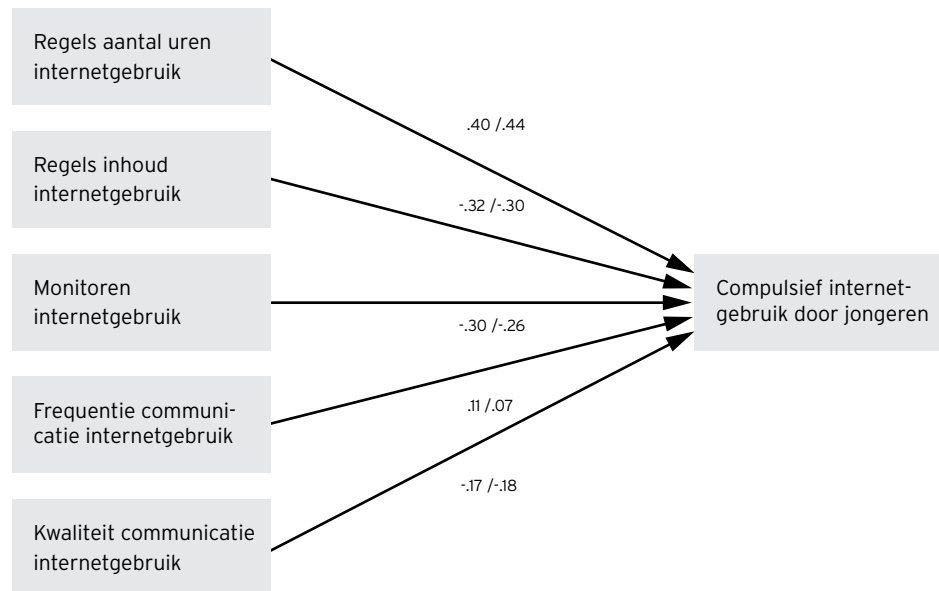 Regels aantal uren
internetgebruik
.40 /.44
Regels inhoud
internetgebruik
-.32 /-.30
Monitoren
internetgebruik
-.30 /-.26
Compulsief internet-
gebruik door jongeren
Frequentie communi-
catie internetgebruik
.11 /.07
Kwaliteit communicatie
internetgebruik
-.17 /-.18